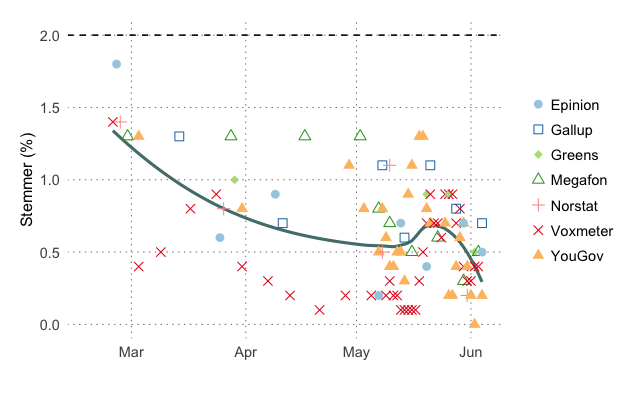 2.0
1.5
1.0
0.5
0.0
Stemmer (%)
Mar
Apr
May
Jun
Epinion
Gallup
Greens
Megafon
Norstat
Voxmeter
YouGov